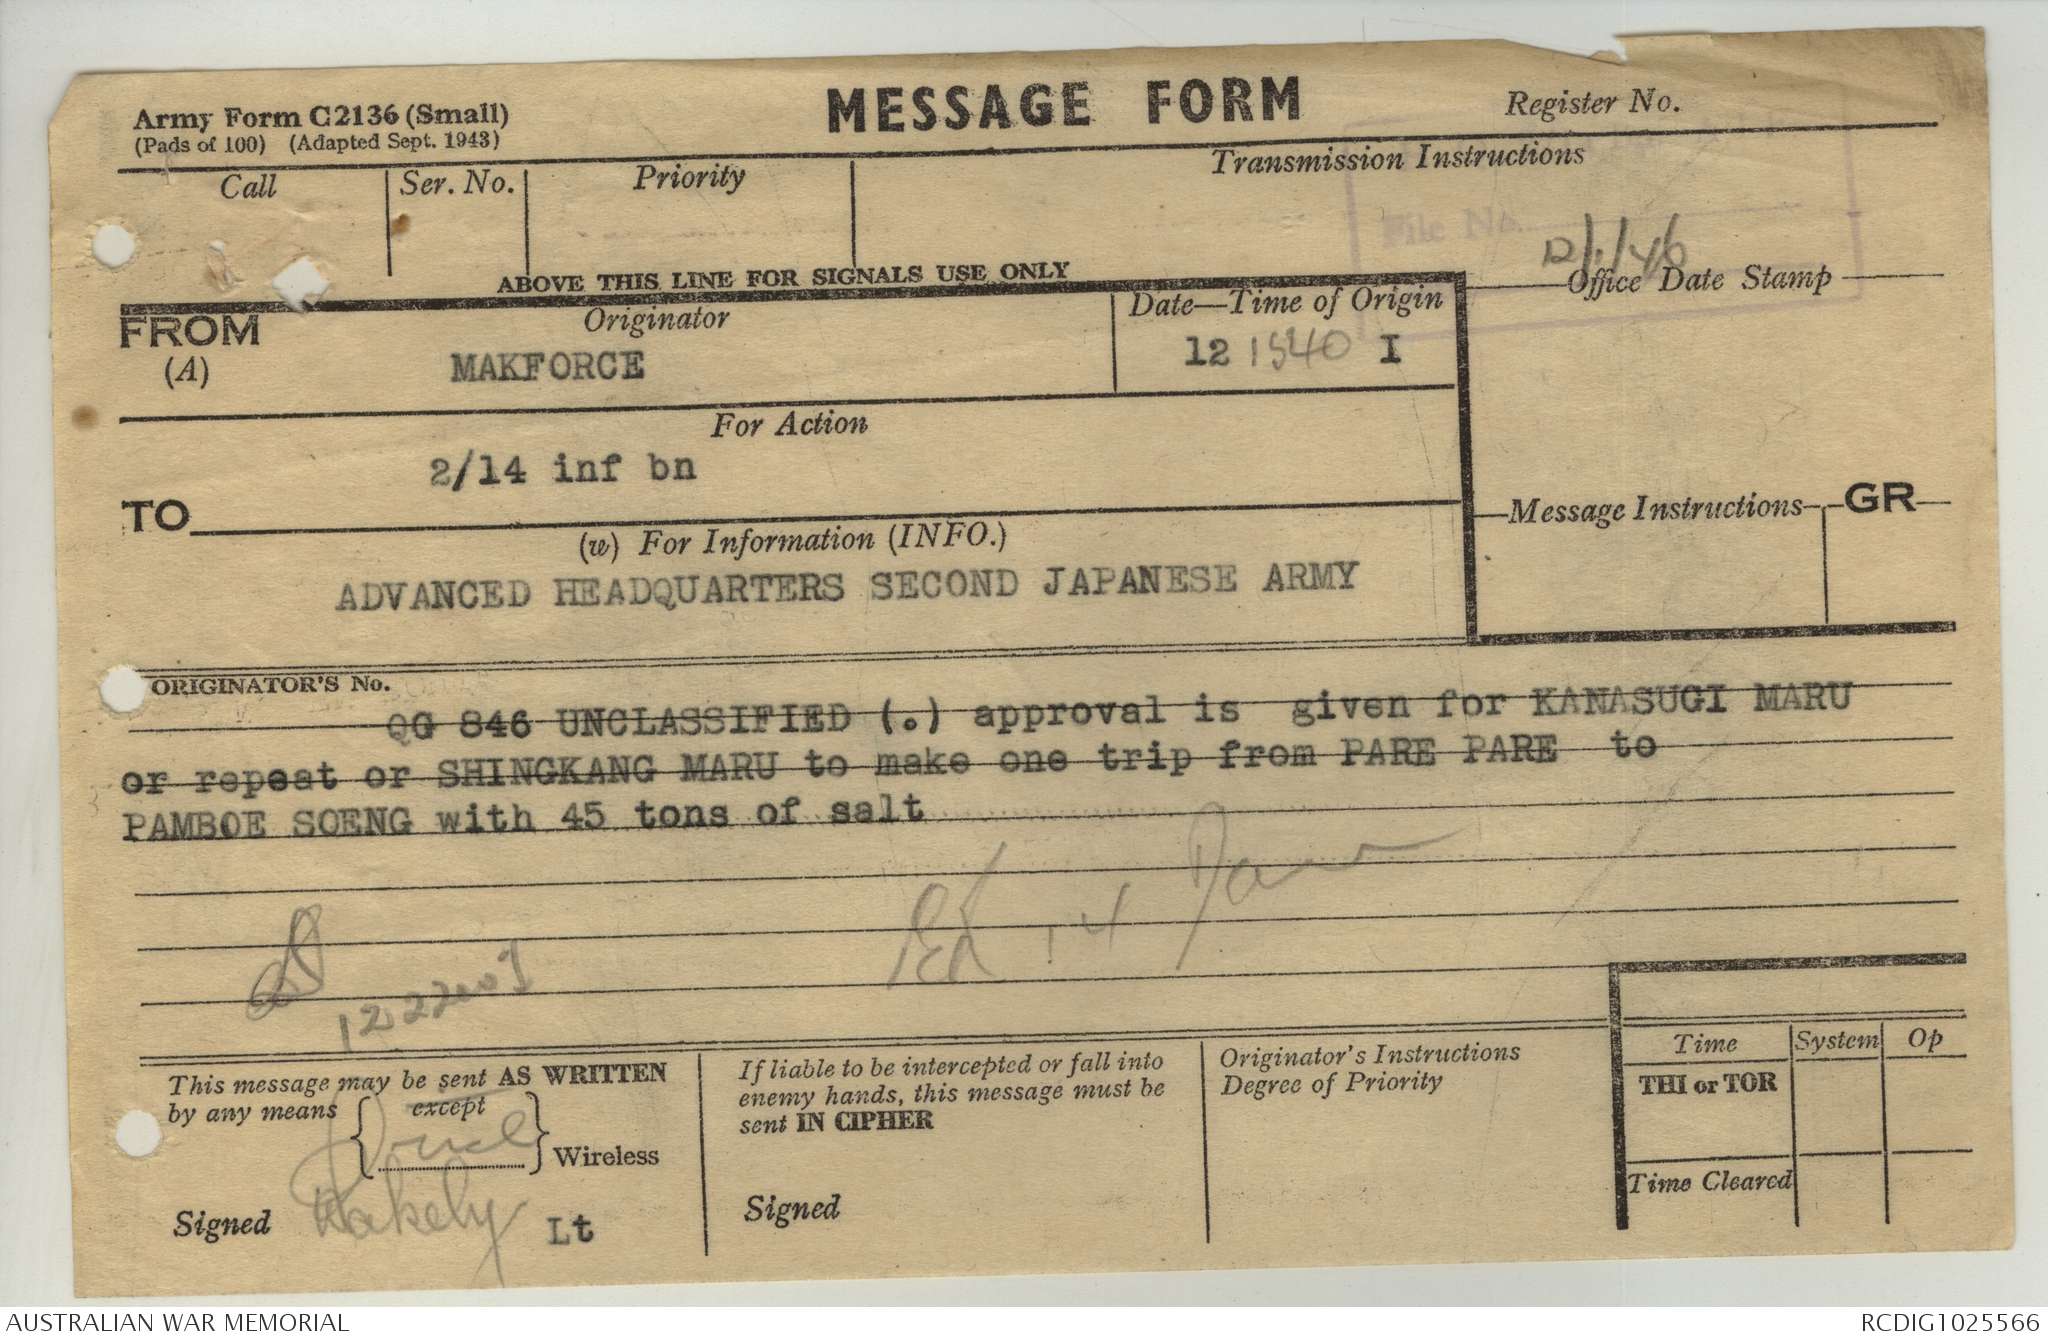 MESSAGE FORM
Army Form C2136 (Small)
(Pads of 100) (Adapted Sept. 1943)
Register No.
Call
Ser. No.
Priority
Transmission Instructions
File No.
12/1/46
ABOVE THIS LINE FOR SIGNALS USE ONLY
Office Date Stamp
FROM
(A)
Originator
MAKFORCE
Date—Time of Origin
12 1540 I
For Action
2/14 inf bn
TO
(w) For Information (INFO.)
ADVANCED HEADQUARTERS SECOND JAPANESE ARMY
Message Instructions
GR
ORIGINATOR'S No.
QG 846 UNCLASSIFIED (.) approval is given for KANASUGI MARU
or repeat or SHINGKANG MARU to make one trip from PARE PARE to
PAMBOE SOENG with 45 tons of salt
14
122200I
This message may be sent AS WRITTEN
by any means
except
Wireless
Signed
Lt
If liable to be intercepted or fall into
enemy hands, this message must be
sent IN CIPHER
Signed
Originator's Instructions
Degree of Priority
Time
System
Op
THI or TOR
Time Cleared
AUSTRALIAN WAR MEMORIAL
RCDIG1025566